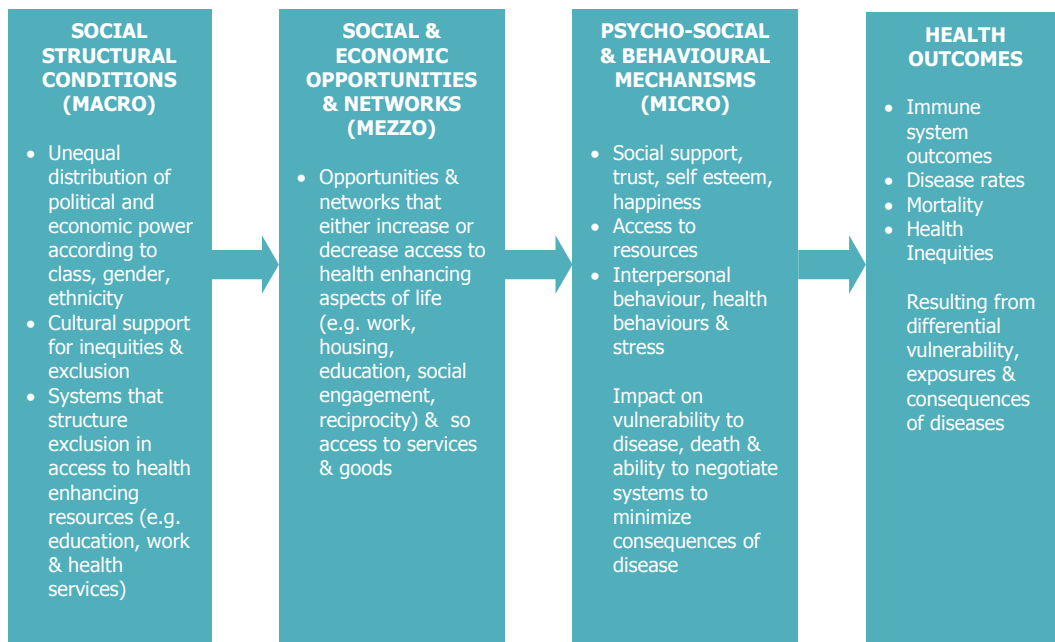 SOCIAL
STRUCTURAL
CONDITIONS
(MACRO)
• Unequal
distribution of
political and
economic power
according to
class, gender,
ethnicity
• Cultural support
for inequities &
exclusion
• Systems that
structure
exclusion in
access to health
enhancing
resources (e.g.
education, work
& health
services)
SOCIAL &
ECONOMIC
OPPORTUNITIES
& NETWORKS
(MEZZO)
• Opportunities &
networks that
either increase or
decrease access to
health enhancing
aspects of life
(e.g. work,
housing,
education, social
engagement,
reciprocity) & so
access to services
& goods
PSYCHO-SOCIAL
& BEHAVIOURAL
MECHANISMS
(MICRO)
• Social support,
trust, self esteem,
happiness
• Access to
resources
• Interpersonal
behaviour, health
behaviours &
stress
Impact on
vulnerability to
disease, death &
ability to negotiate
systems to
minimize
consequences of
disease
HEALTH
OUTCOMES
• Immune
system
outcomes
• Disease rates
• Mortality
• Health
Inequities
Resulting from
differential
vulnerability,
exposures &
consequences
of diseases